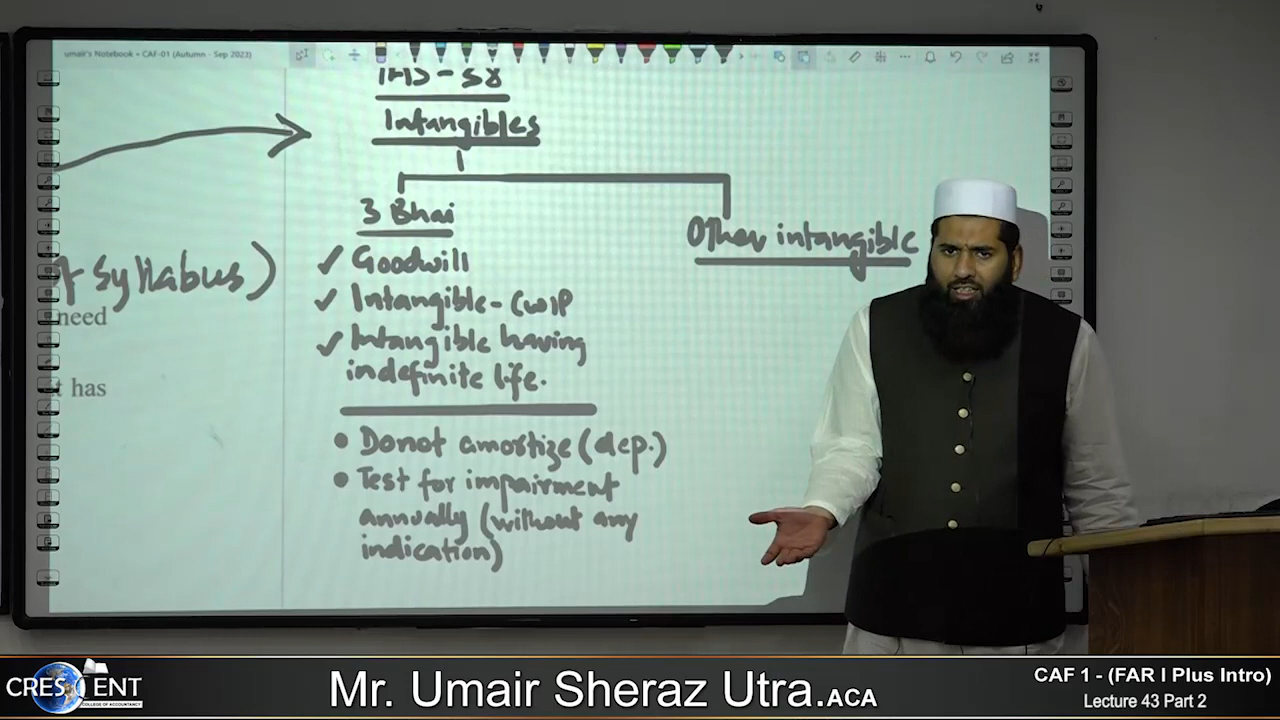 umair's Notebook • CAF-01 (Autumn - Sep 2023)
IAS-38
Intangibles
3 Bhai
Other intangible
✓ Goodwill
✓ Intangible-CWIP
✓ Intangible having
indefinite life.
syllabus)
need
has
• Donot amortize (dep.)
• Test for impairment
annually (without any
indication)
CRESCENT
COLLEGE OF ACCOUNTANCY
Mr. Umair Sheraz Utra.ACA
CAF 1 - (FAR I Plus Intro)
Lecture 43 Part 2